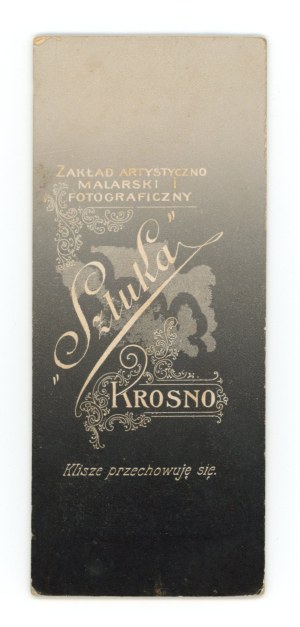 ZAKŁAD ARTYSTYCZNO
MALARSKI I
FOTOGRAFICZNY
"Sztuka"
KROSNO
Klisze przechowuję się.